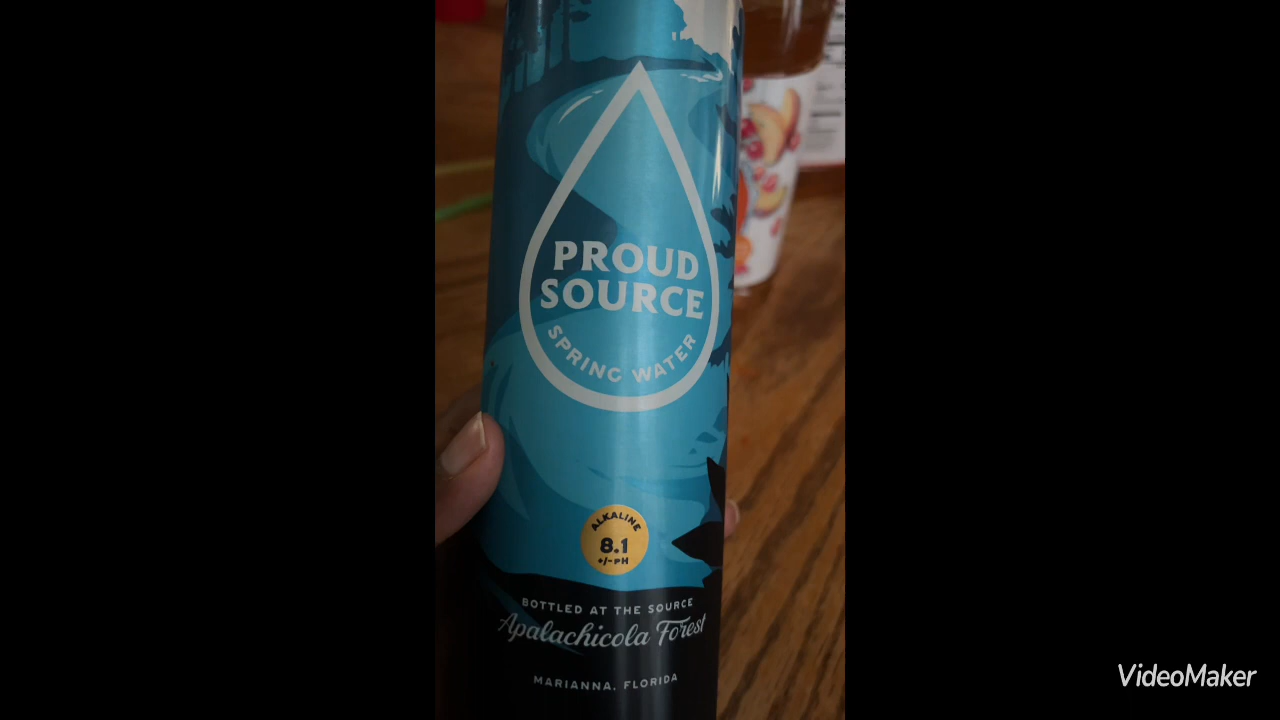 PROUD
SOURCE
SPRING WATER
ALKALINE
8.1
+/- PH
BOTTLED AT THE SOURCE
Apalachicola Forest
MARIANNA, FLORIDA
VideoMaker